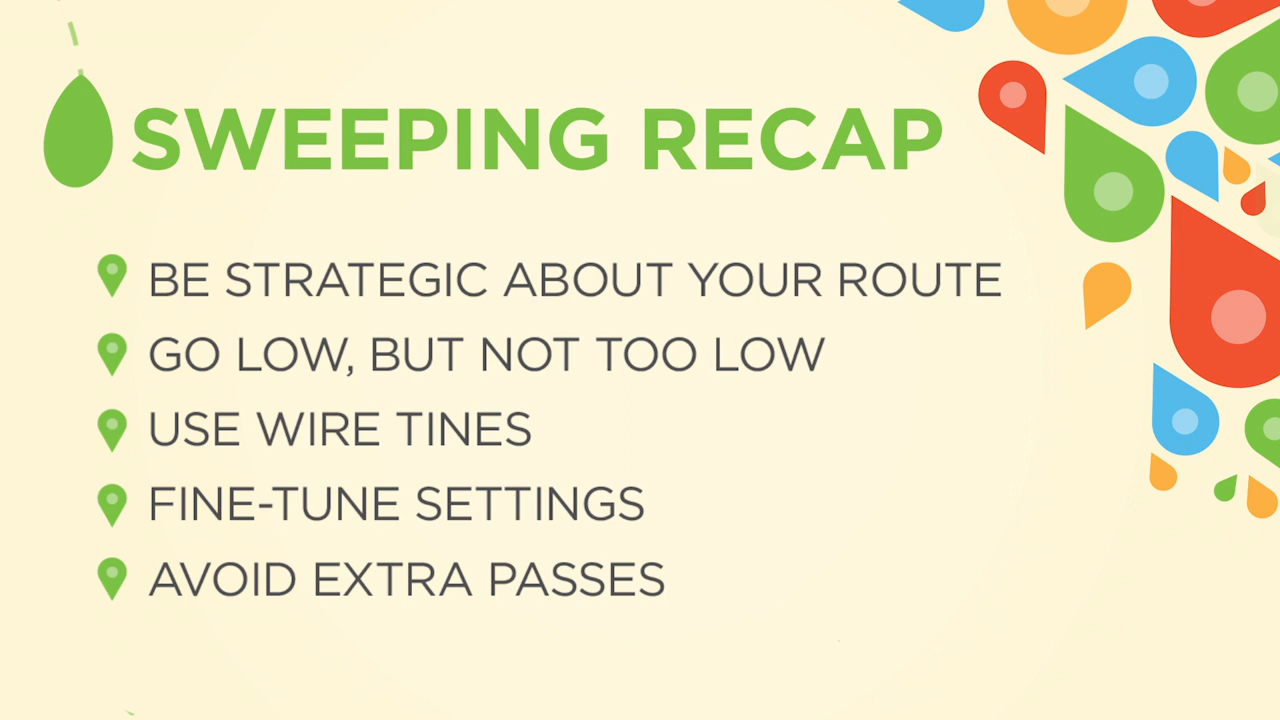 SWEEPING RECAP
BE STRATEGIC ABOUT YOUR ROUTE
GO LOW, BUT NOT TOO LOW
USE WIRE TINES
FINE-TUNE SETTINGS
AVOID EXTRA PASSES